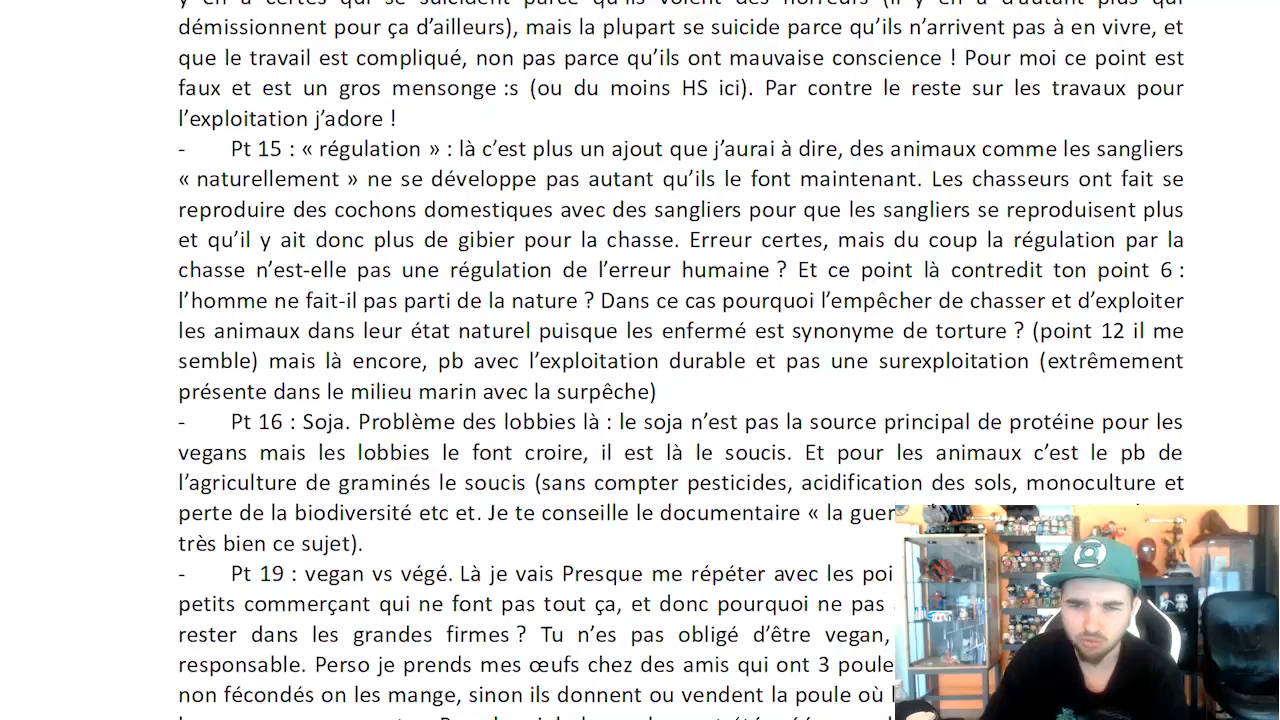 y en a certes qui se suicident parce qu'ils voient des horreurs (il y en a d'autant plus qui
démissionnent pour ça d'ailleurs), mais la plupart se suicide parce qu'ils n'arrivent pas à en vivre, et
que le travail est compliqué, non pas parce qu'ils ont mauvaise conscience ! Pour moi ce point est
faux et est un gros mensonge :s (ou du moins HS ici). Par contre le reste sur les travaux pour
l'exploitation j'adore !
- Pt 15 : « régulation » : là c'est plus un ajout que j'aurai à dire, des animaux comme les sangliers
« naturellement » ne se développe pas autant qu'ils le font maintenant. Les chasseurs ont fait se
reproduire des cochons domestiques avec des sangliers pour que les sangliers se reproduisent plus
et qu'il y ait donc plus de gibier pour la chasse. Erreur certes, mais du coup la régulation par la
chasse n'est-elle pas une régulation de l'erreur humaine ? Et ce point là contredit ton point 6 :
l'homme ne fait-il pas parti de la nature ? Dans ce cas pourquoi l'empêcher de chasser et d'exploiter
les animaux dans leur état naturel puisque les enfermé est synonyme de torture ? (point 12 il me
semble) mais là encore, pb avec l'exploitation durable et pas une surexploitation (extrêmement
présente dans le milieu marin avec la surpêche)
- Pt 16 : Soja. Problème des lobbies là : le soja n'est pas la source principal de protéine pour les
vegans mais les lobbies le font croire, il est là le soucis. Et pour les animaux c'est le pb de
l'agriculture de graminés le soucis (sans compter pesticides, acidification des sols, monoculture et
perte de la biodiversité etc et. Je te conseille le documentaire « la
très bien ce sujet).
- Pt 19 : vegan vs végé. Là je vais Presque me répéter avec les
petits commerçant qui ne font pas tout ça, et donc pourquoi ne pas
rester dans les grandes firmes ? Tu n'es pas obligé d'être vegan,
responsable. Perso je prends mes œufs chez des amis qui ont 3
non fécondés on les mange, sinon ils donnent ou vendent la poule où